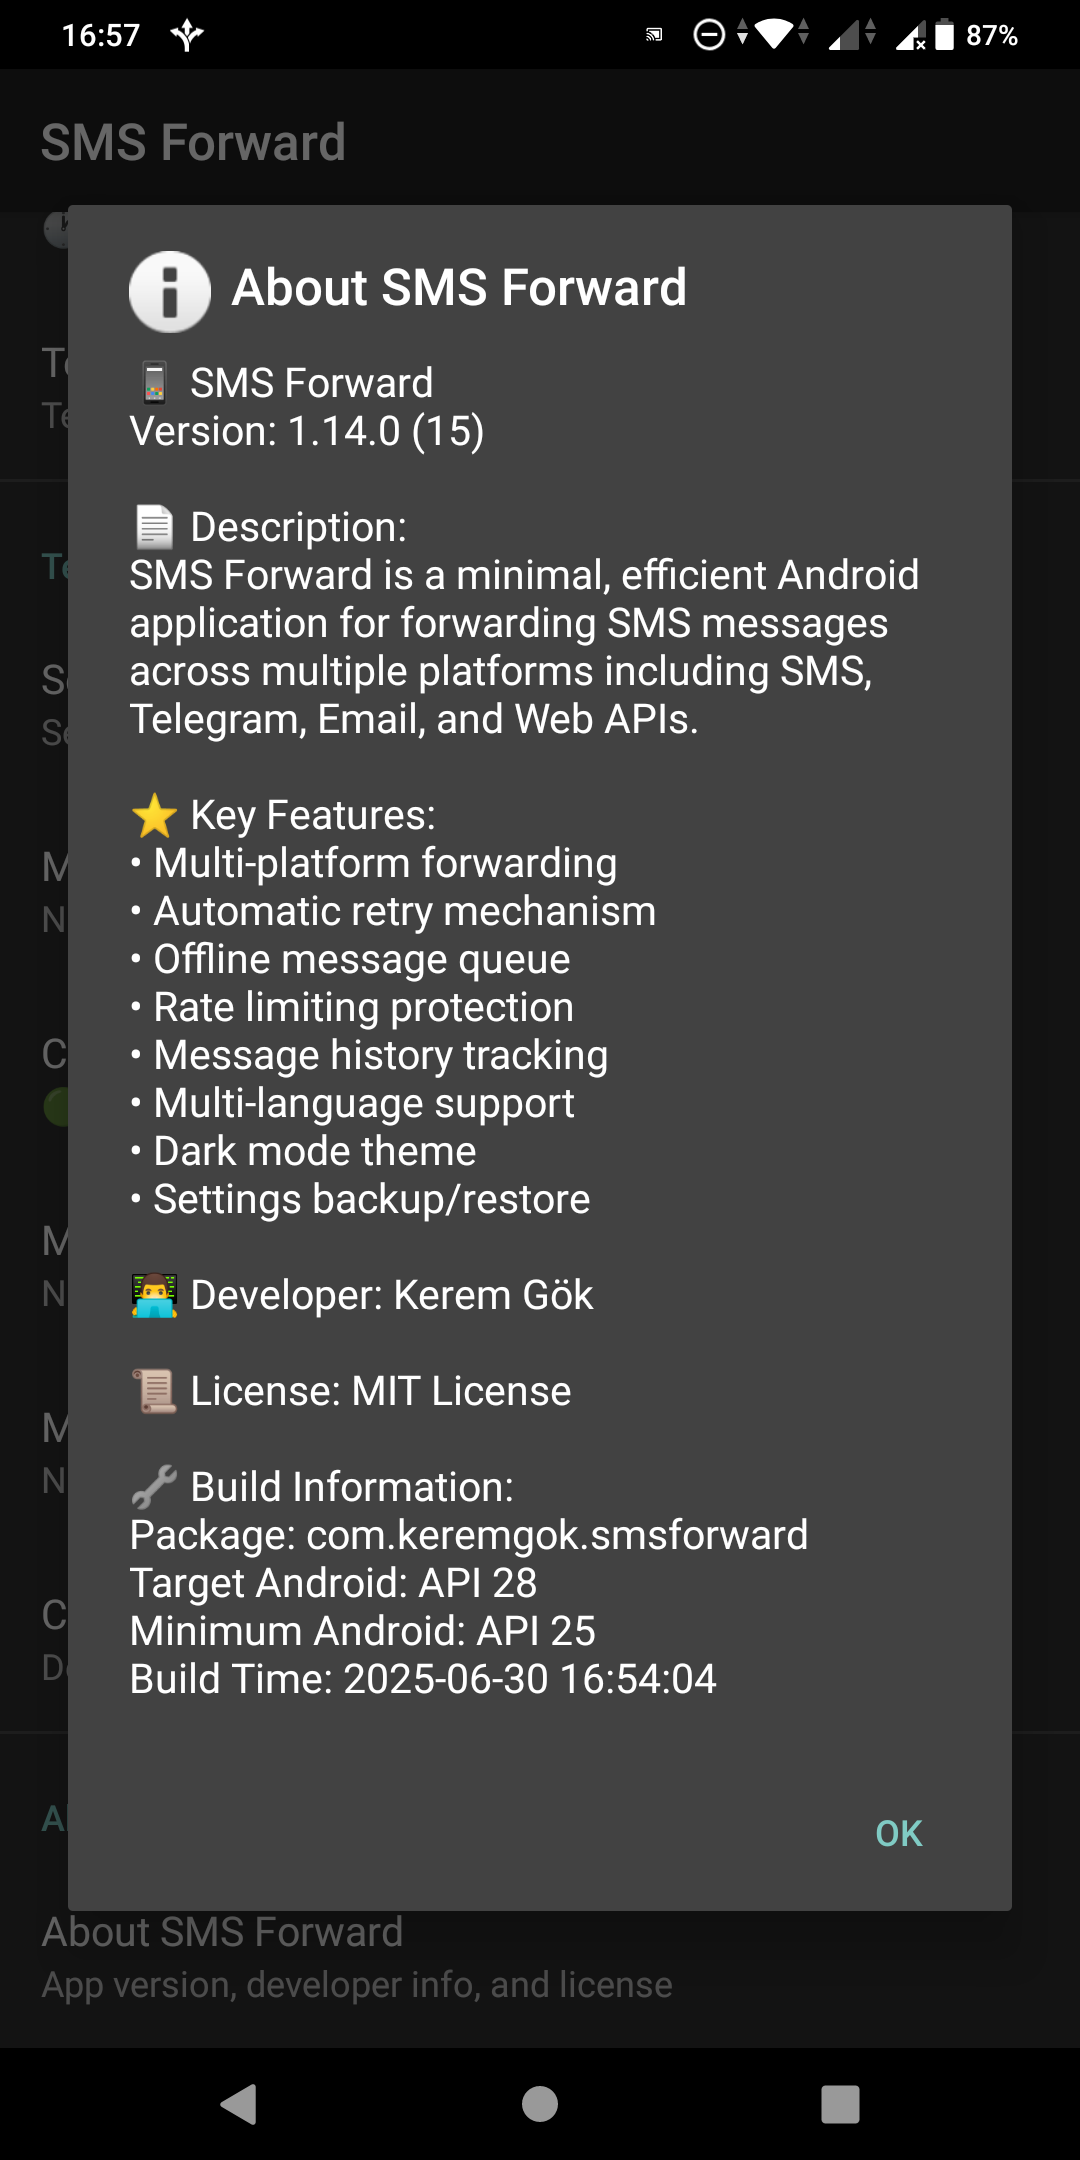 16:57
87%
SMS Forward
About SMS Forward
📱 SMS Forward
Version: 1.14.0 (15)
📄 Description:
SMS Forward is a minimal, efficient Android
application for forwarding SMS messages
across multiple platforms including SMS,
Telegram, Email, and Web APIs.
⭐ Key Features:
• Multi-platform forwarding
• Automatic retry mechanism
• Offline message queue
• Rate limiting protection
• Message history tracking
• Multi-language support
• Dark mode theme
• Settings backup/restore
👨‍💻 Developer: Kerem Gök
📜 License: MIT License
🔧 Build Information:
Package: com.keremgok.smsforward
Target Android: API 28
Minimum Android: API 25
Build Time: 2025-06-30 16:54:04
OK
About SMS Forward
App version, developer info, and license